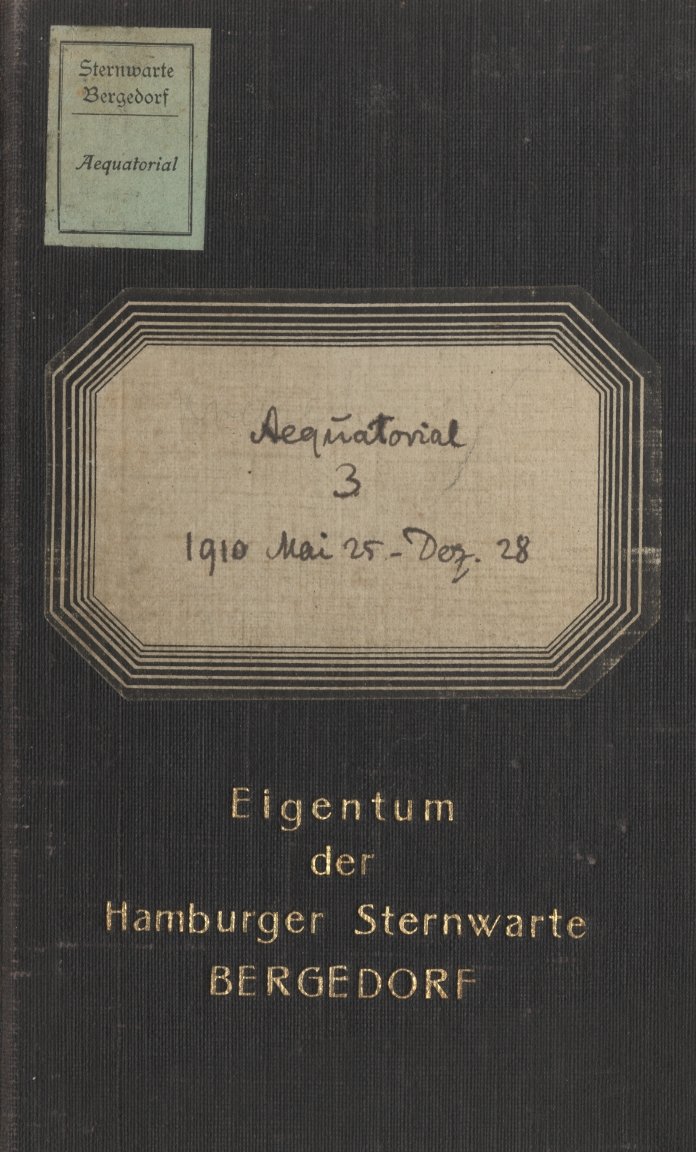 Sternwarte
Bergedorf
Aequatorial
Aequatorial
3
1910 Mai 25 - Dez. 28
Eigentum
der
Hamburger Sternwarte
BERGEDORF